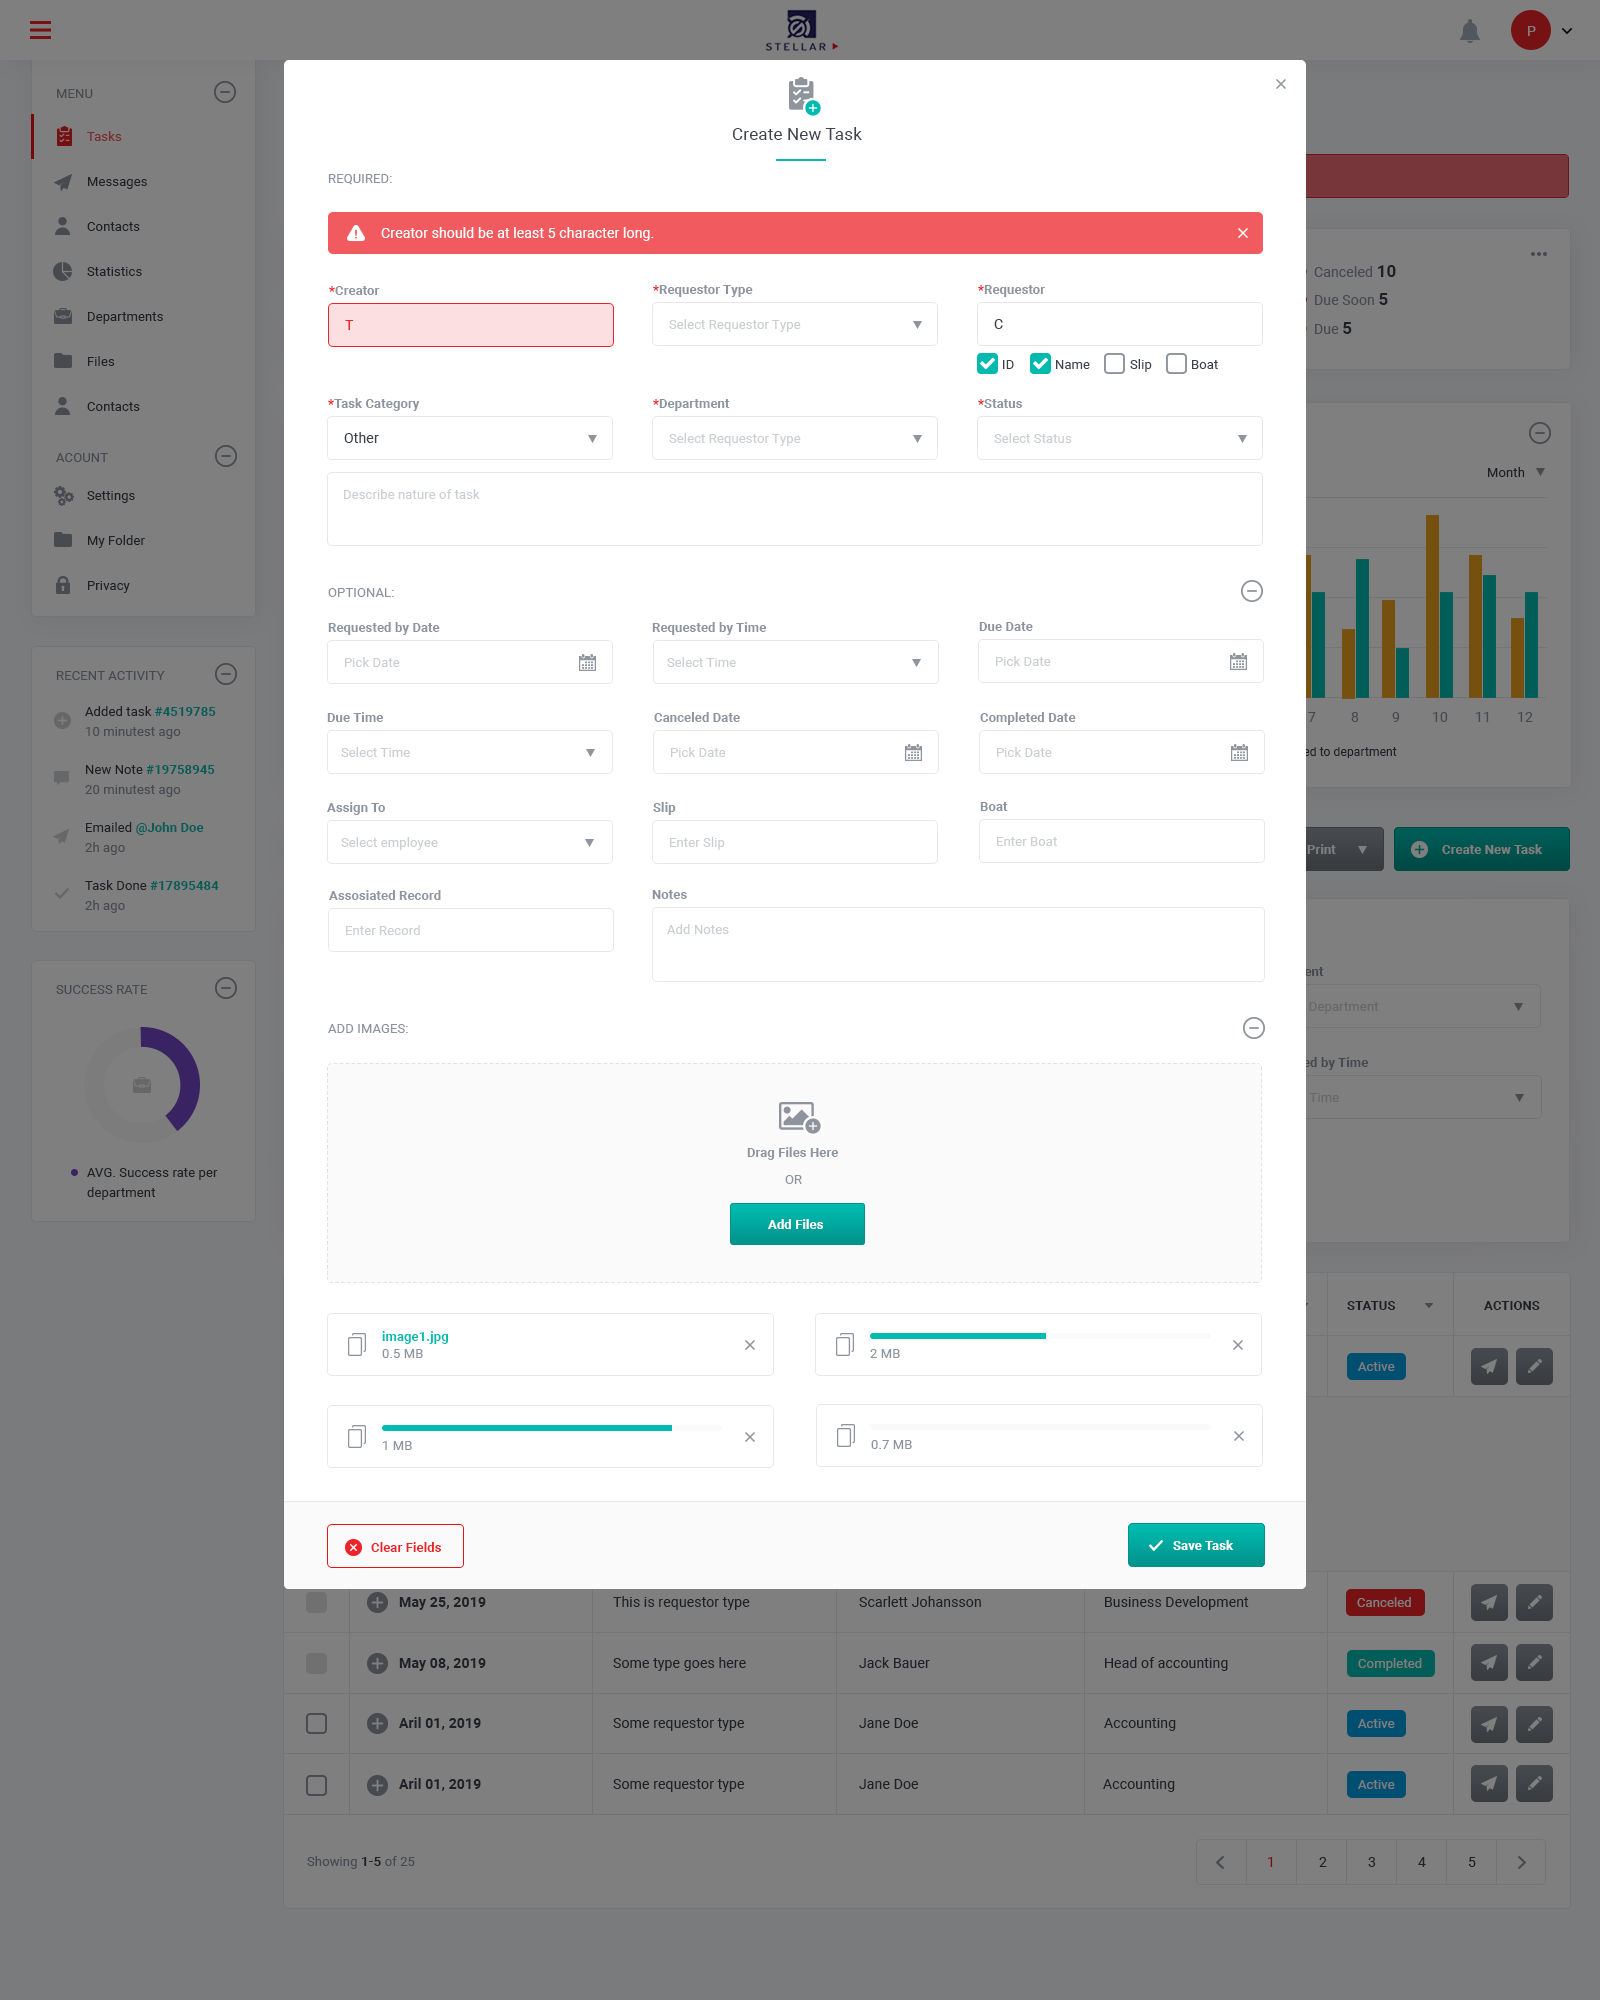 STELLAR
P
MENU
Tasks
Messages
Contacts
Statistics
Departments
Files
Contacts
ACOUNT
Settings
My Folder
Privacy
RECENT ACTIVITY
Added task #4519785
10 minutest ago
New Note #19758945
20 minutest ago
Emailed @John Doe
2h ago
Task Done #17895484
2h ago
SUCCESS RATE
AVG. Success rate per
department
Create New Task
REQUIRED:
Creator should be at least 5 character long.
*Creator
*Requestor Type
*Requestor
T
Select Requestor Type
C
ID
Name
Slip
Boat
*Task Category
*Department
*Status
Other
Select Requestor Type
Select Status
Describe nature of task
OPTIONAL:
Requested by Date
Requested by Time
Due Date
Pick Date
Select Time
Pick Date
Due Time
Canceled Date
Completed Date
Select Time
Pick Date
Pick Date
Assign To
Slip
Boat
Select employee
Enter Slip
Enter Boat
Assosiated Record
Notes
Enter Record
Add Notes
ADD IMAGES:
Drag Files Here
OR
Add Files
image1.jpg
0.5 MB
2 MB
1 MB
0.7 MB
Clear Fields
Save Task
Canceled 10
Due Soon 5
Due 5
Month
7 8 9 10 11 12
ed to department
Print
Create New Task
ent
Department
ed by Time
Time
STATUS
ACTIONS
Active
May 25, 2019
This is requestor type
Scarlett Johansson
Business Development
Canceled
May 08, 2019
Some type goes here
Jack Bauer
Head of accounting
Completed
Aril 01, 2019
Some requestor type
Jane Doe
Accounting
Active
Aril 01, 2019
Some requestor type
Jane Doe
Accounting
Active
Showing 1-5 of 25
1 2 3 4 5